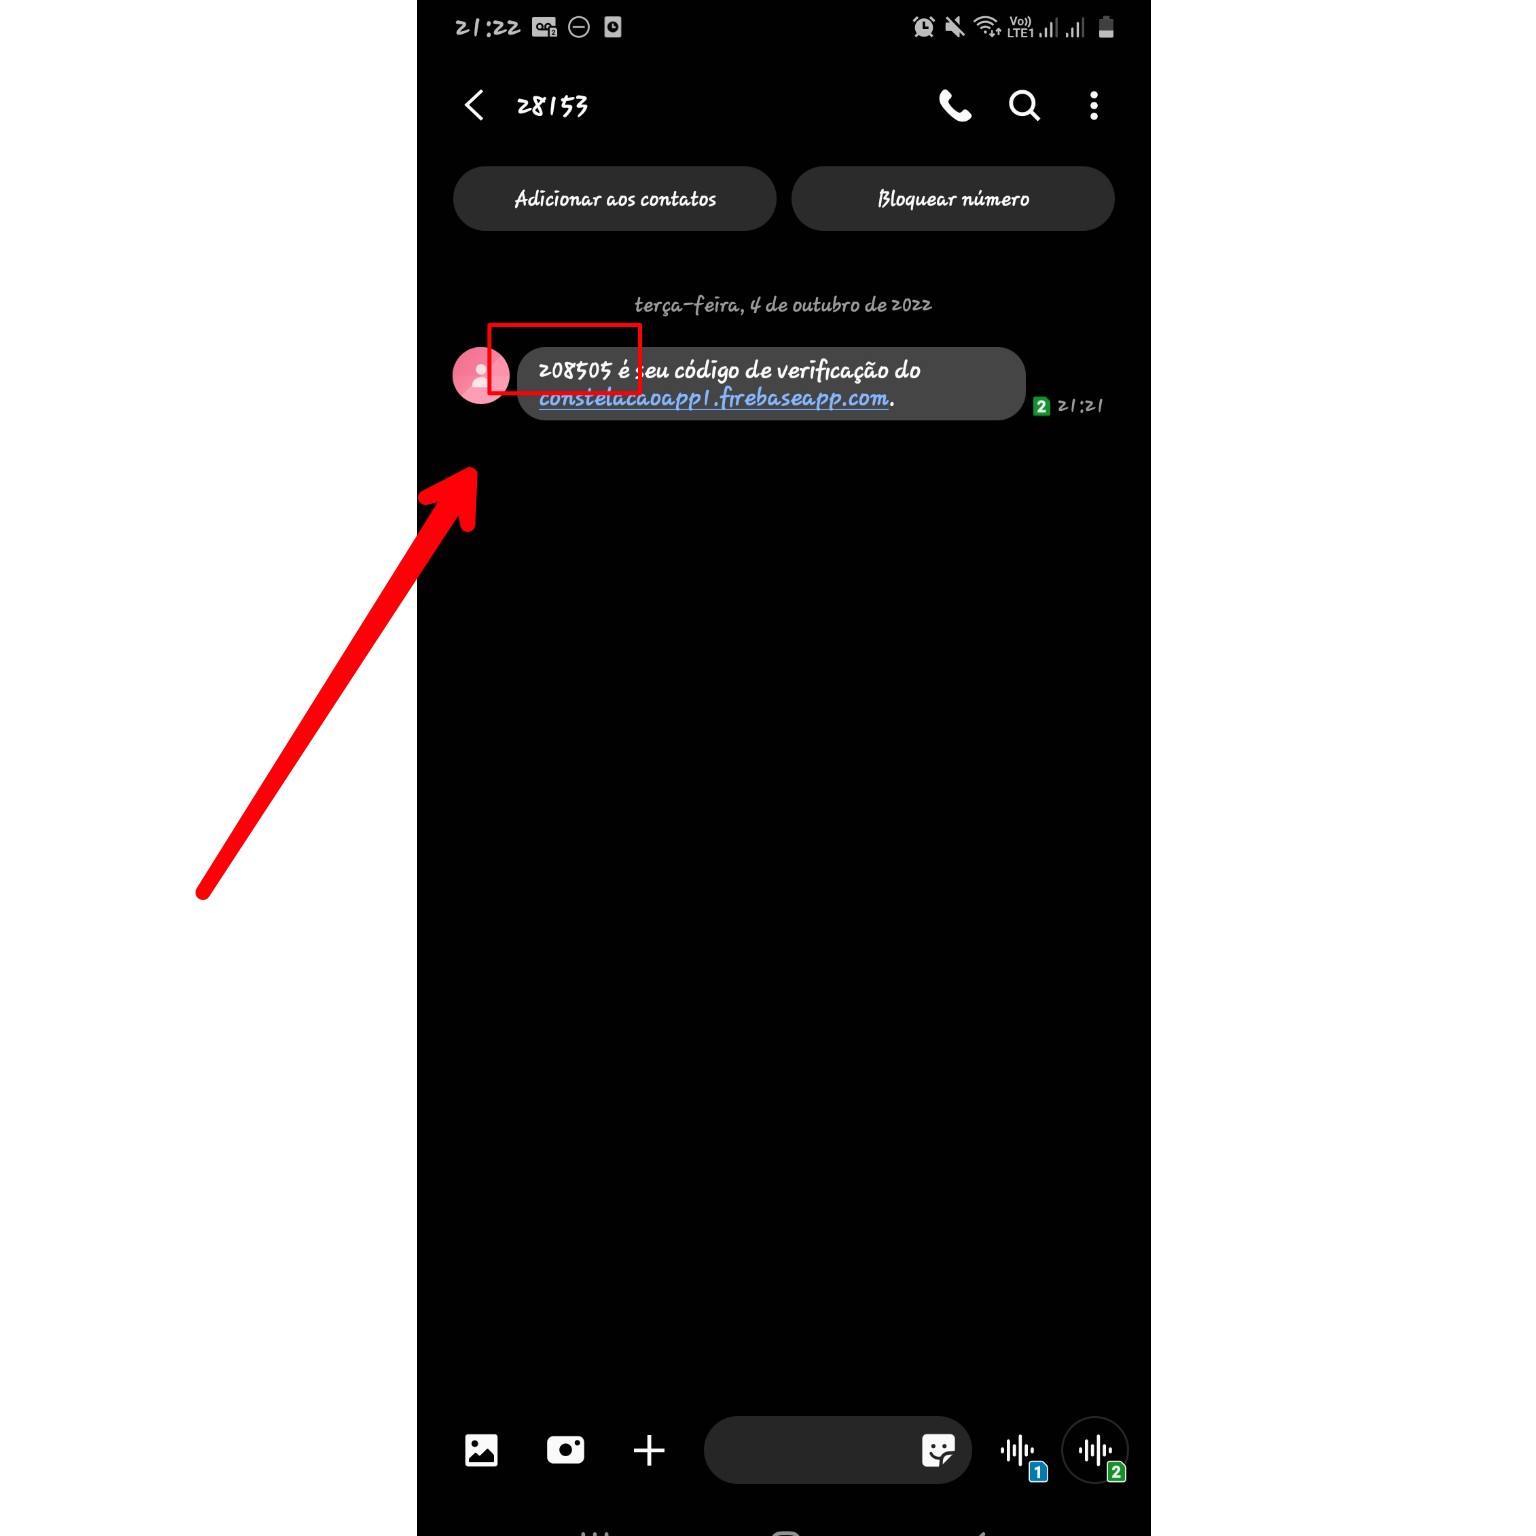 21:22
Vo)) LTE1
28153
Adicionar aos contatos
Bloquear número
terça-feira, 4 de outubro de 2022
208505 é seu código de verificação do
constelacaoapp1.firebaseapp.com.
2 21:21
1
2